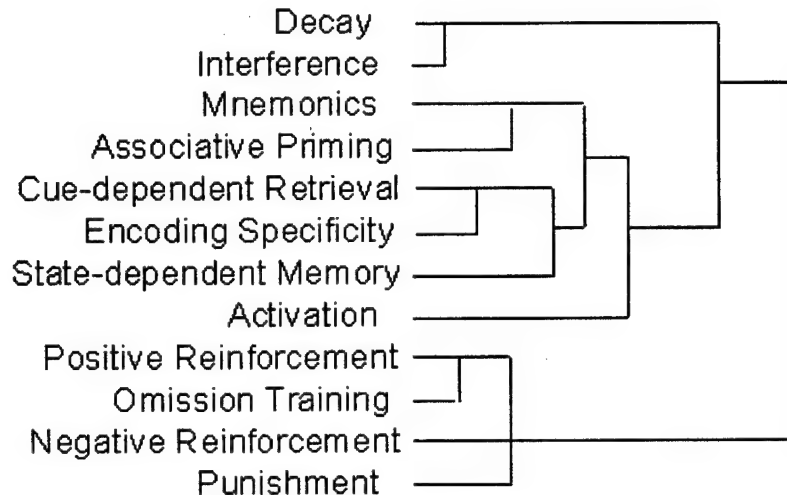 Decay
Interference
Mnemonics
Associative Priming
Cue-dependent Retrieval
Encoding Specificity
State-dependent Memory
Activation
Positive Reinforcement
Omission Training
Negative Reinforcement
Punishment